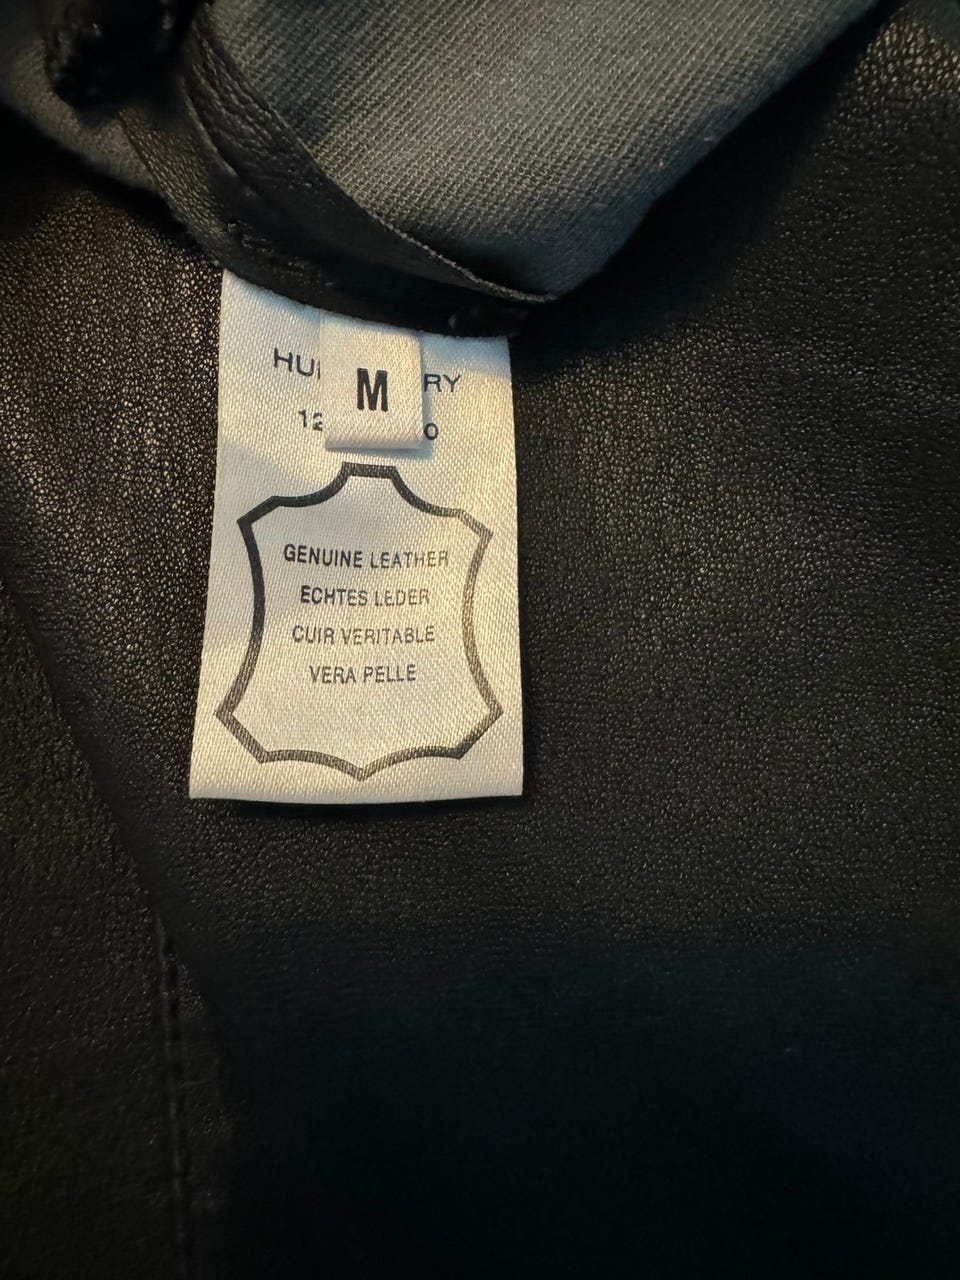 M
GENUINE LEATHER
ECHTES LEDER
CUIR VERITABLE
VERA PELLE